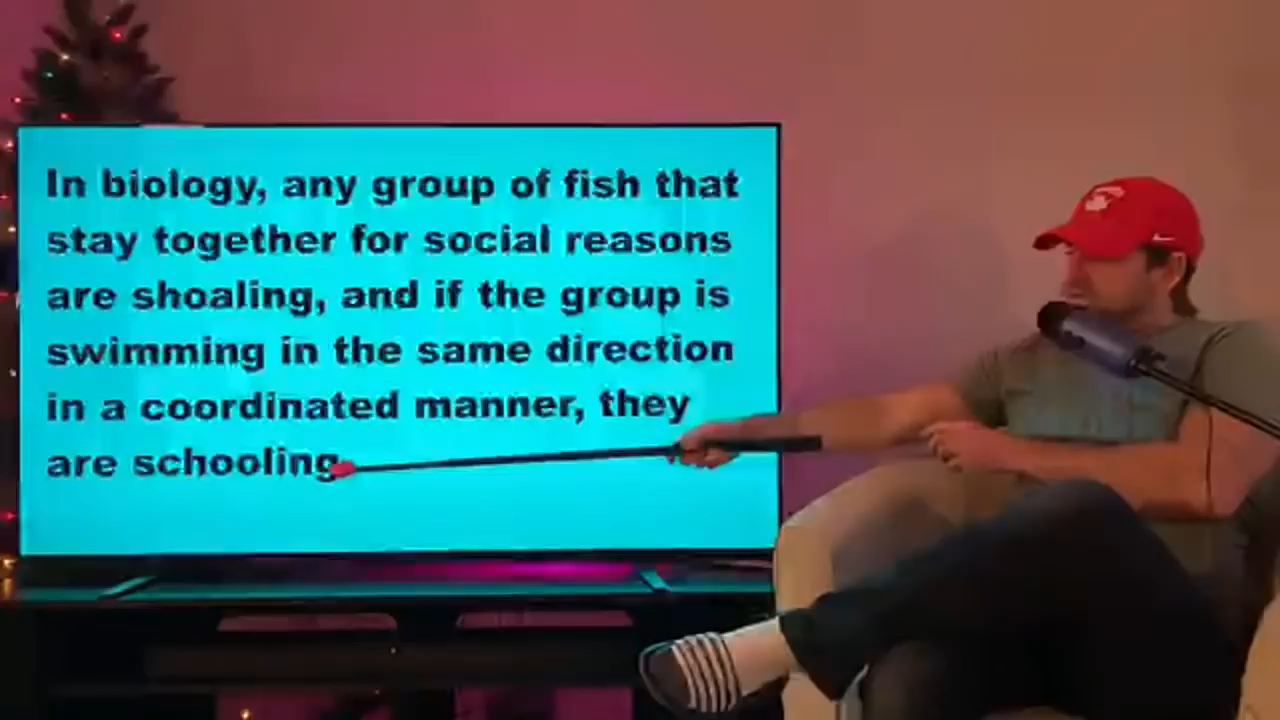 In biology, any group of fish that
stay together for social reasons
are shoaling, and if the group is
swimming in the same direction
in a coordinated manner, they
are schooling.